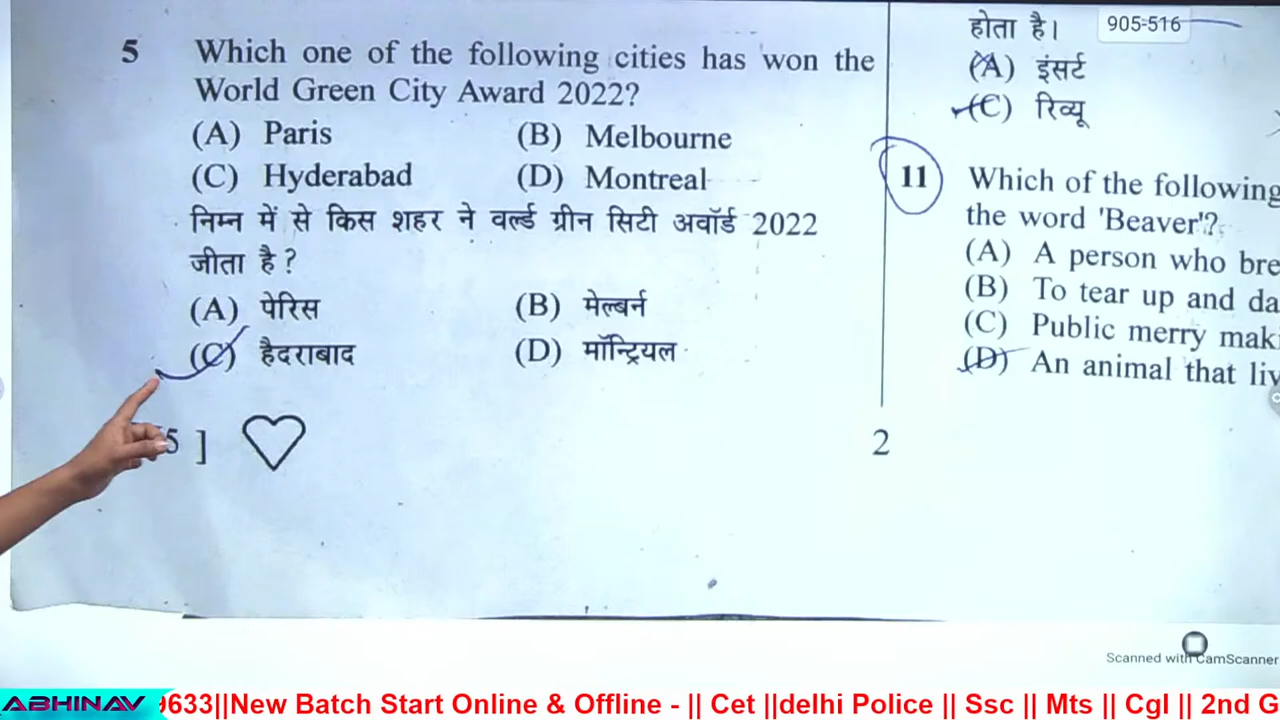 5 Which one of the following cities has won the
World Green City Award 2022?
(A) Paris (B) Melbourne
(C) Hyderabad (D) Montreal
निम्न में से किस शहर ने वर्ल्ड ग्रीन सिटी अवॉर्ड 2022
जीता है ?
(A) पेरिस (B) मेल्बर्न
(C) हैदराबाद (D) मॉन्ट्रियल
5 ]
होता है।
905-516
(A) इंसर्ट
(C) रिव्यू
11 Which of the following
the word 'Beaver'?
(A) A person who bre
(B) To tear up and da
(C) Public merry maki
(D) An animal that liv
2
Scanned with CamScanner
ABHINAV
9633||New Batch Start Online & Offline - || Cet ||delhi Police || Ssc || Mts || Cgl || 2nd G